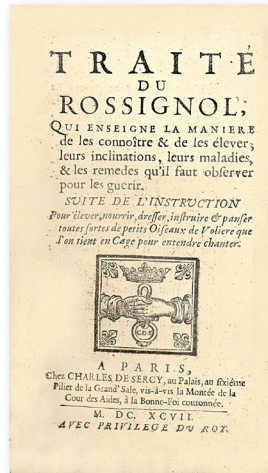 TRAITÉ
DU
ROSSIGNOL,
QUI ENSEIGNE LA MANIERE
de les connoître & de les élever;
leurs inclinations, leurs maladies,
& les remedes qu'il faut observer
pour les guerir.
SUITE DE L'INSTRUCTION
Pour élever, nourrir, dresser, instruire & panser
toutes sortes de petits Oiseaux de Voliere que
l'on tient en Cage pour entendre chanter.
CDS
A PARIS,
Chez CHARLES DE SERCY, au Palais, au sixiéme
Pilier de la Grand'Sale, vis-à-vis la Montée de la
Cour des Aides, à la Bonne-Foi couronnée.
M. DC. XCVII.
AVEC PRIVILEGE DU ROY.